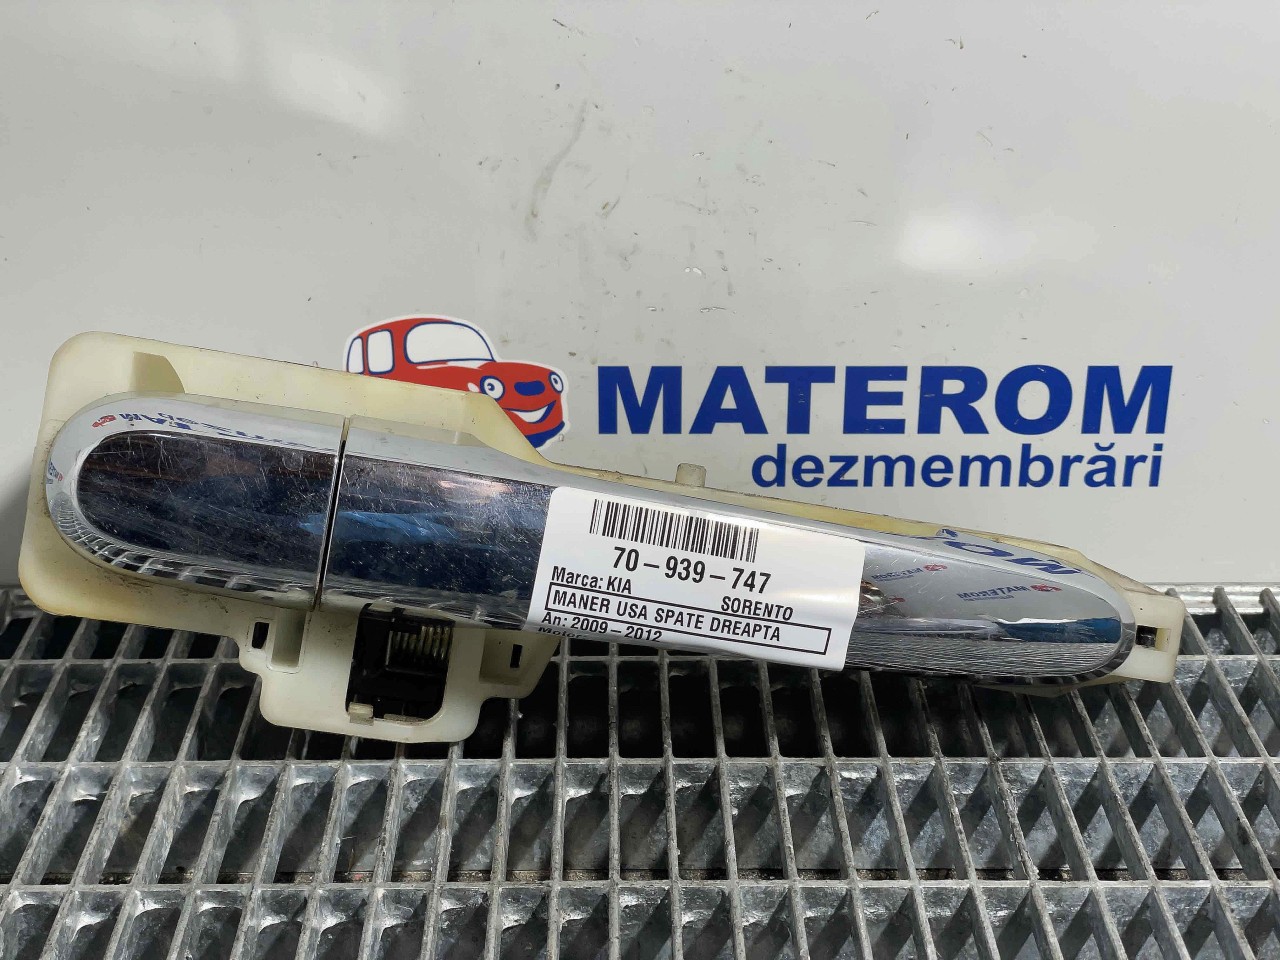 MATEROM
dezmembrări
70-939-747
Marca: KIA SORENTO
MANER USA SPATE DREAPTA
An: 2009-2012